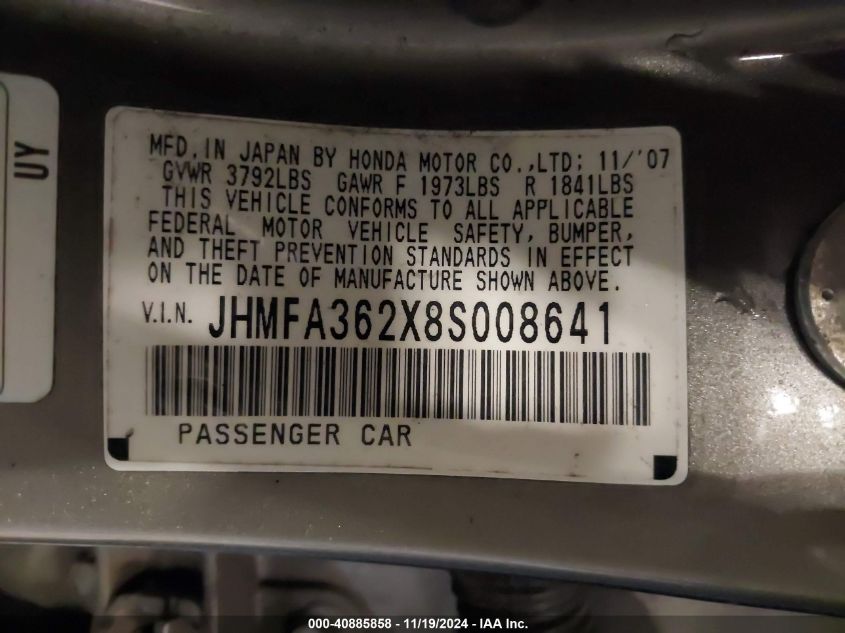 UY
MFD. IN JAPAN BY HONDA MOTOR CO.,LTD; 11/'07
GVWR 3792LBS GAWR F 1973LBS R 1841LBS
THIS VEHICLE CONFORMS TO ALL APPLICABLE
FEDERAL MOTOR VEHICLE SAFETY, BUMPER,
AND THEFT PREVENTION STANDARDS IN EFFECT
ON THE DATE OF MANUFACTURE SHOWN ABOVE.
V.I.N. JHMFA362X8S008641
PASSENGER CAR
000-40885858 - 11/19/2024 - IAA Inc.